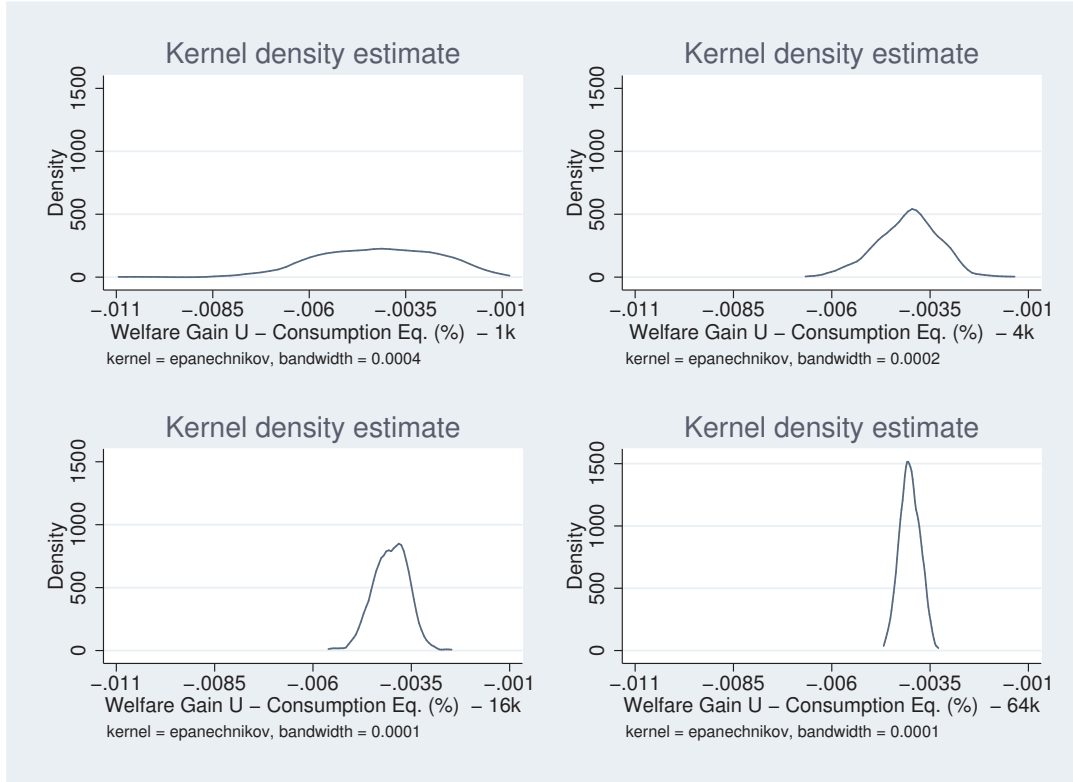 Kernel density estimate
1500
1000
500
0
Density
−.011 −.0085 −.006 −.0035 −.001
Welfare Gain U − Consumption Eq. (%) − 1k
kernel = epanechnikov, bandwidth = 0.0004
Kernel density estimate
1500
1000
500
0
Density
−.011 −.0085 −.006 −.0035 −.001
Welfare Gain U − Consumption Eq. (%) − 4k
kernel = epanechnikov, bandwidth = 0.0002
Kernel density estimate
1500
1000
500
0
Density
−.011 −.0085 −.006 −.0035 −.001
Welfare Gain U − Consumption Eq. (%) − 16k
kernel = epanechnikov, bandwidth = 0.0001
Kernel density estimate
1500
1000
500
0
Density
−.011 −.0085 −.006 −.0035 −.001
Welfare Gain U − Consumption Eq. (%) − 64k
kernel = epanechnikov, bandwidth = 0.0001